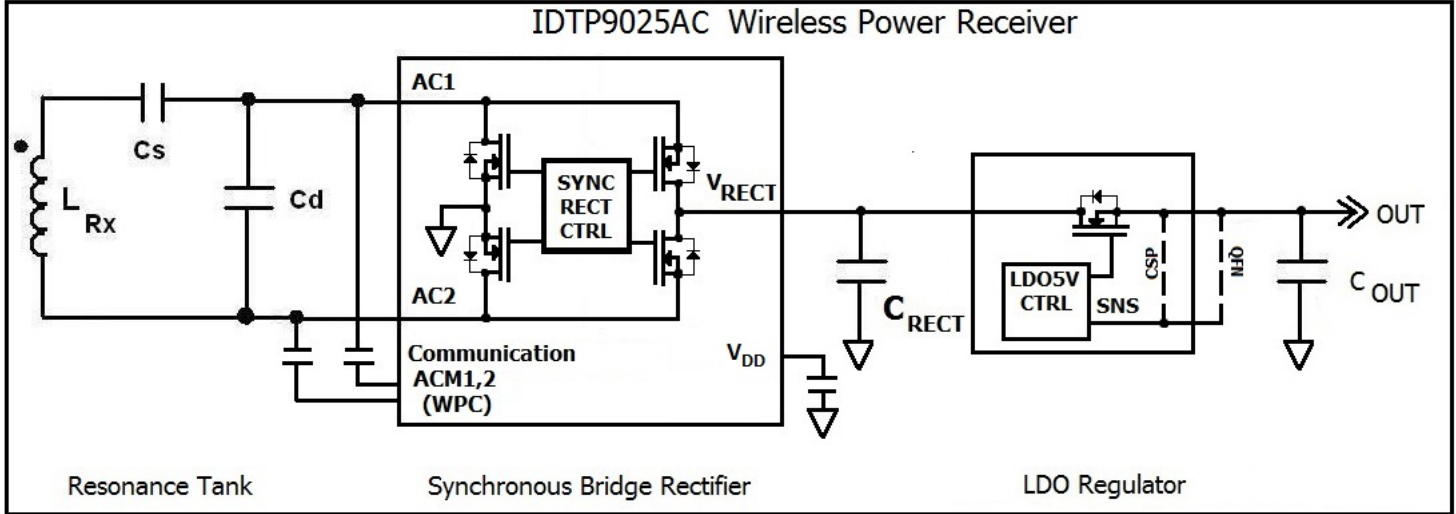 IDTP9025AC Wireless Power Receiver
AC1
Cs
L
Rx
Cd
SYNC
RECT
CTRL
V RECT
OUT
CSP
QFN
LDO5V
CTRL
SNS
C RECT
C OUT
AC2
Communication
ACM1,2
(WPC)
V DD
Resonance Tank
Synchronous Bridge Rectifier
LDO Regulator